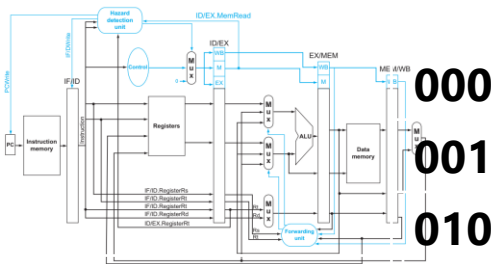 Hazard
detection
unit
ID/EX.MemRead
IF/IDWrite
PCWrite
ID/EX
EX/MEM
MEM/WB
IF/ID
Control
0
Mux
WB
M
EX
WB
M
WB
000
001
010
PC
Instruction
memory
Instruction
Registers
Mux
Mux
ALU
Data
memory
Mux
IF/ID.RegisterRs
IF/ID.RegisterRt
IF/ID.RegisterRt
IF/ID.RegisterRd
ID/EX.RegisterRt
Rt
Rd
Mux
Rs
Rt
Forwarding
unit